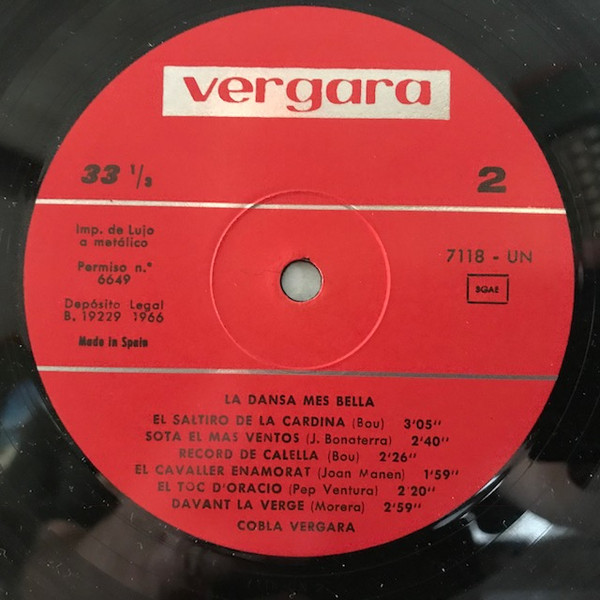 vergara
33 1/3
2
Imp. de Lujo
a metálico
Permiso n.º
6649
Depósito Legal
B. 19229 1966
Made in Spain
7118 - UN
SGAE
LA DANSA MES BELLA
EL SALTIRO DE LA CARDINA (Bou) 3'05"
SOTA EL MAS VENTOS (J. Bonaterra) 2'40"
RECORD DE CALELLA (Bou) 2'26"
EL CAVALLER ENAMORAT (Joan Manen) 1'59"
EL TOC D'ORACIO (Pep Ventura) 2'20"
DAVANT LA VERGE (Morera) 2'59"
COBLA VERGARA